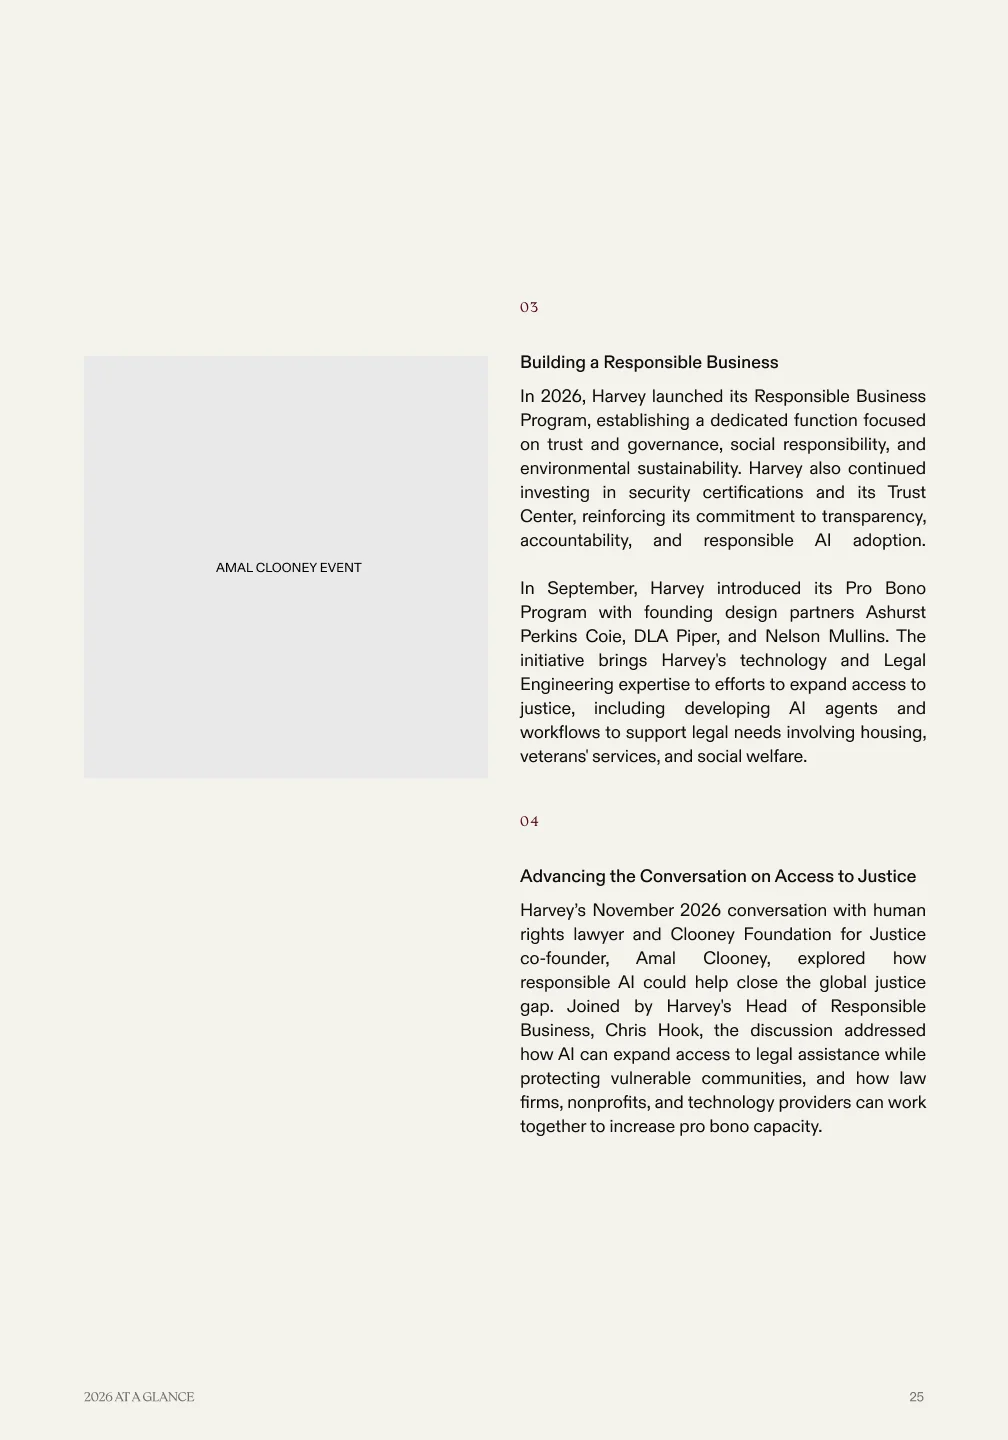 03
Building a Responsible Business
In 2026, Harvey launched its Responsible Business
Program, establishing a dedicated function focused
on trust and governance, social responsibility, and
environmental sustainability. Harvey also continued
investing in security certifications and its Trust
Center, reinforcing its commitment to transparency,
accountability, and responsible AI adoption.
In September, Harvey introduced its Pro Bono
Program with founding design partners Ashurst
Perkins Coie, DLA Piper, and Nelson Mullins. The
initiative brings Harvey's technology and Legal
Engineering expertise to efforts to expand access to
justice, including developing AI agents and
workflows to support legal needs involving housing,
veterans' services, and social welfare.
AMAL CLOONEY EVENT
04
Advancing the Conversation on Access to Justice
Harvey’s November 2026 conversation with human
rights lawyer and Clooney Foundation for Justice
co-founder, Amal Clooney, explored how
responsible AI could help close the global justice
gap. Joined by Harvey's Head of Responsible
Business, Chris Hook, the discussion addressed
how AI can expand access to legal assistance while
protecting vulnerable communities, and how law
firms, nonprofits, and technology providers can work
together to increase pro bono capacity.
2026 AT A GLANCE
25